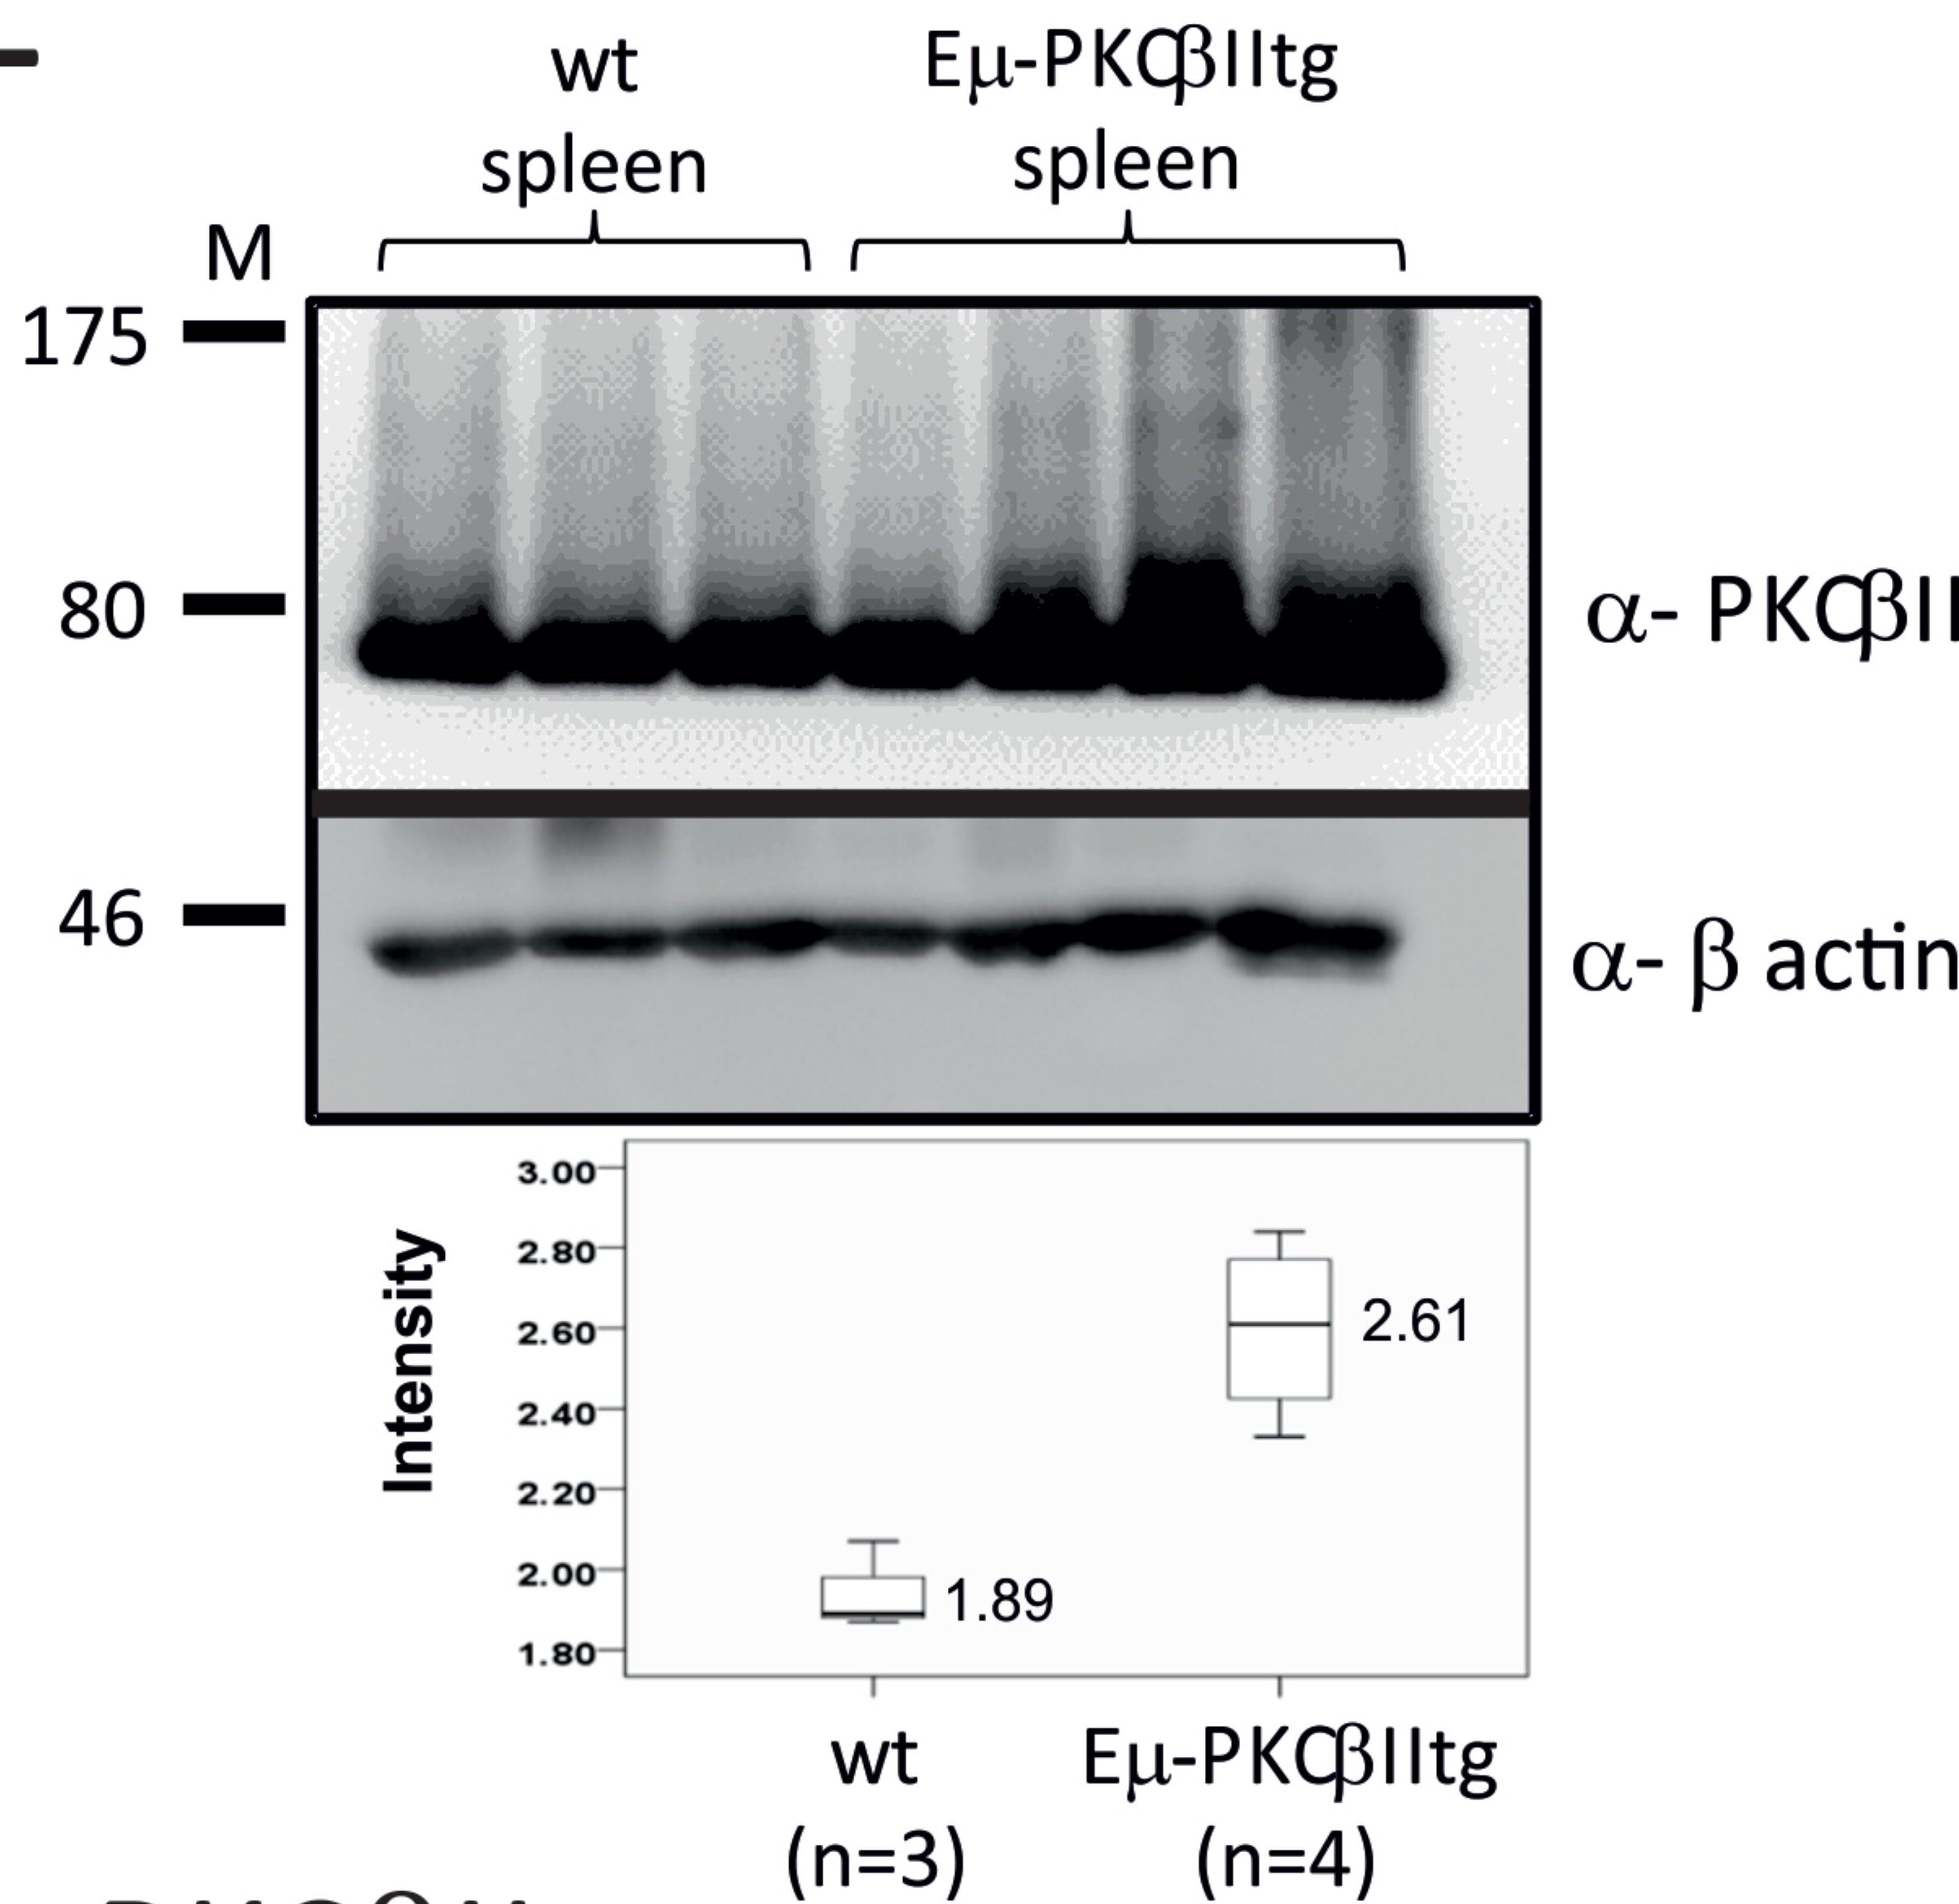 wt
spleen
Eμ-PKCβIItg
spleen
M
175
80
46
α- PKCβII
α- β actin
Intensity
3.00
2.80
2.60
2.40
2.20
2.00
1.80
2.61
1.89
wt
(n=3)
Eμ-PKCβIItg
(n=4)